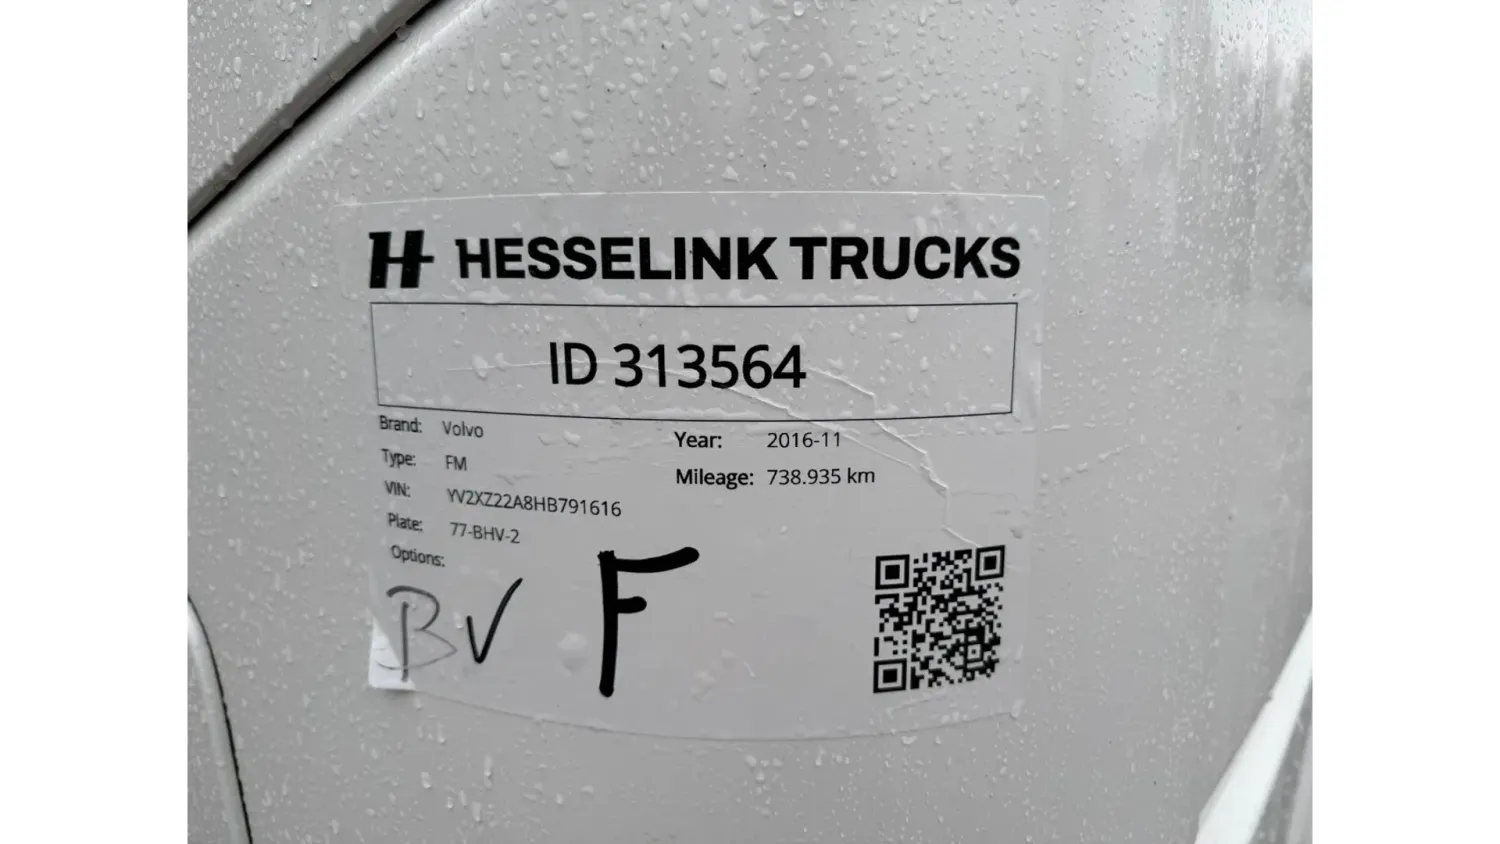 H HESSELINK TRUCKS
ID 313564
Brand: Volvo
Type: FM
VIN: YV2XZ22A8HB791616
Plate: 77-BHV-2
Options:
Year: 2016-11
Mileage: 738.935 km
BV F